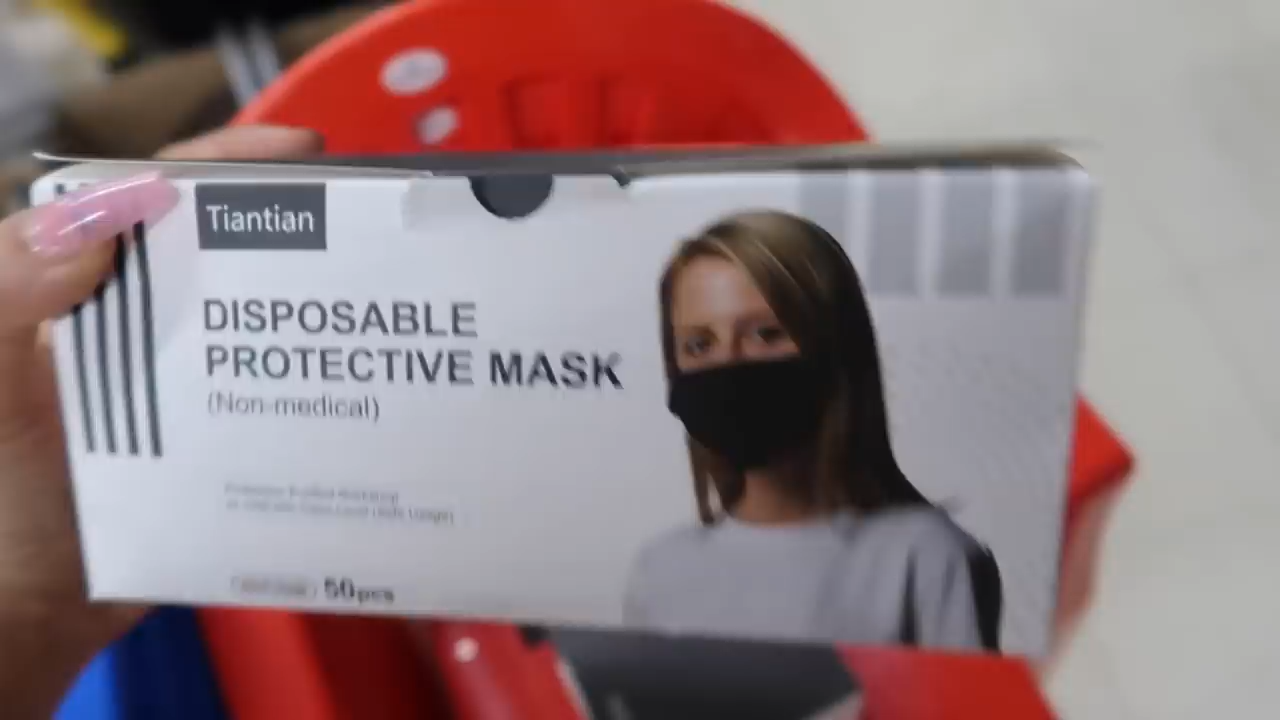 Tiantian
DISPOSABLE
PROTECTIVE MASK
(Non-medical)
50pcs